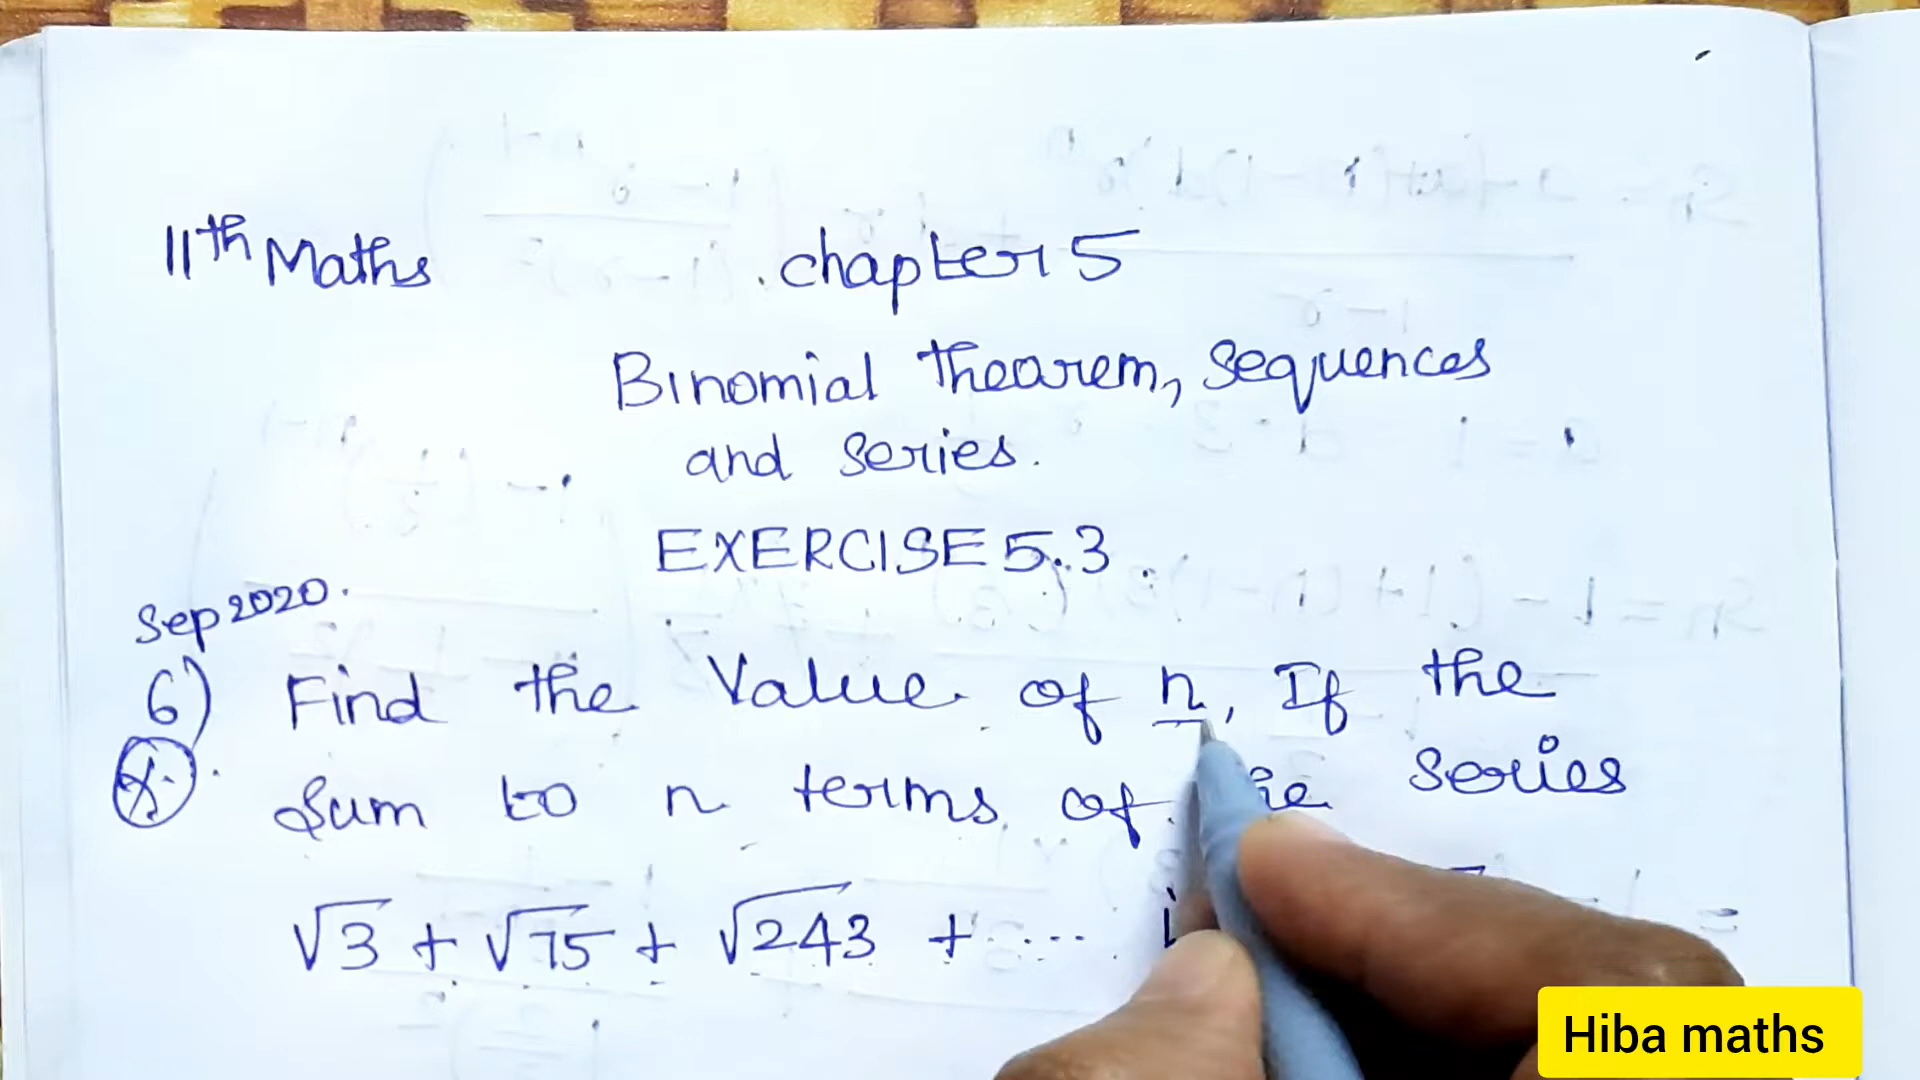 11th Maths chapter 5
Binomial thearem, sequences
and series.
EXERCISE 5.3
Sep 2020.
6) Find the Value of n, If the
Sum to n terms of series
√3 + √75 + √243 + ....
Hiba maths